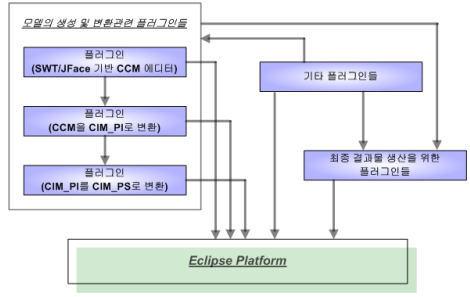 모델의 생성 및 변환관련 플러그인들
플러그인
(SWT/JFace 기반 CCM 에디터)
플러그인
(CCM을 CIM_PI로 변환)
플러그인
(CIM_PI를 CIM_PS로 변환)
기타 플러그인들
최종 결과물 생산을 위한
플러그인들
Eclipse Platform